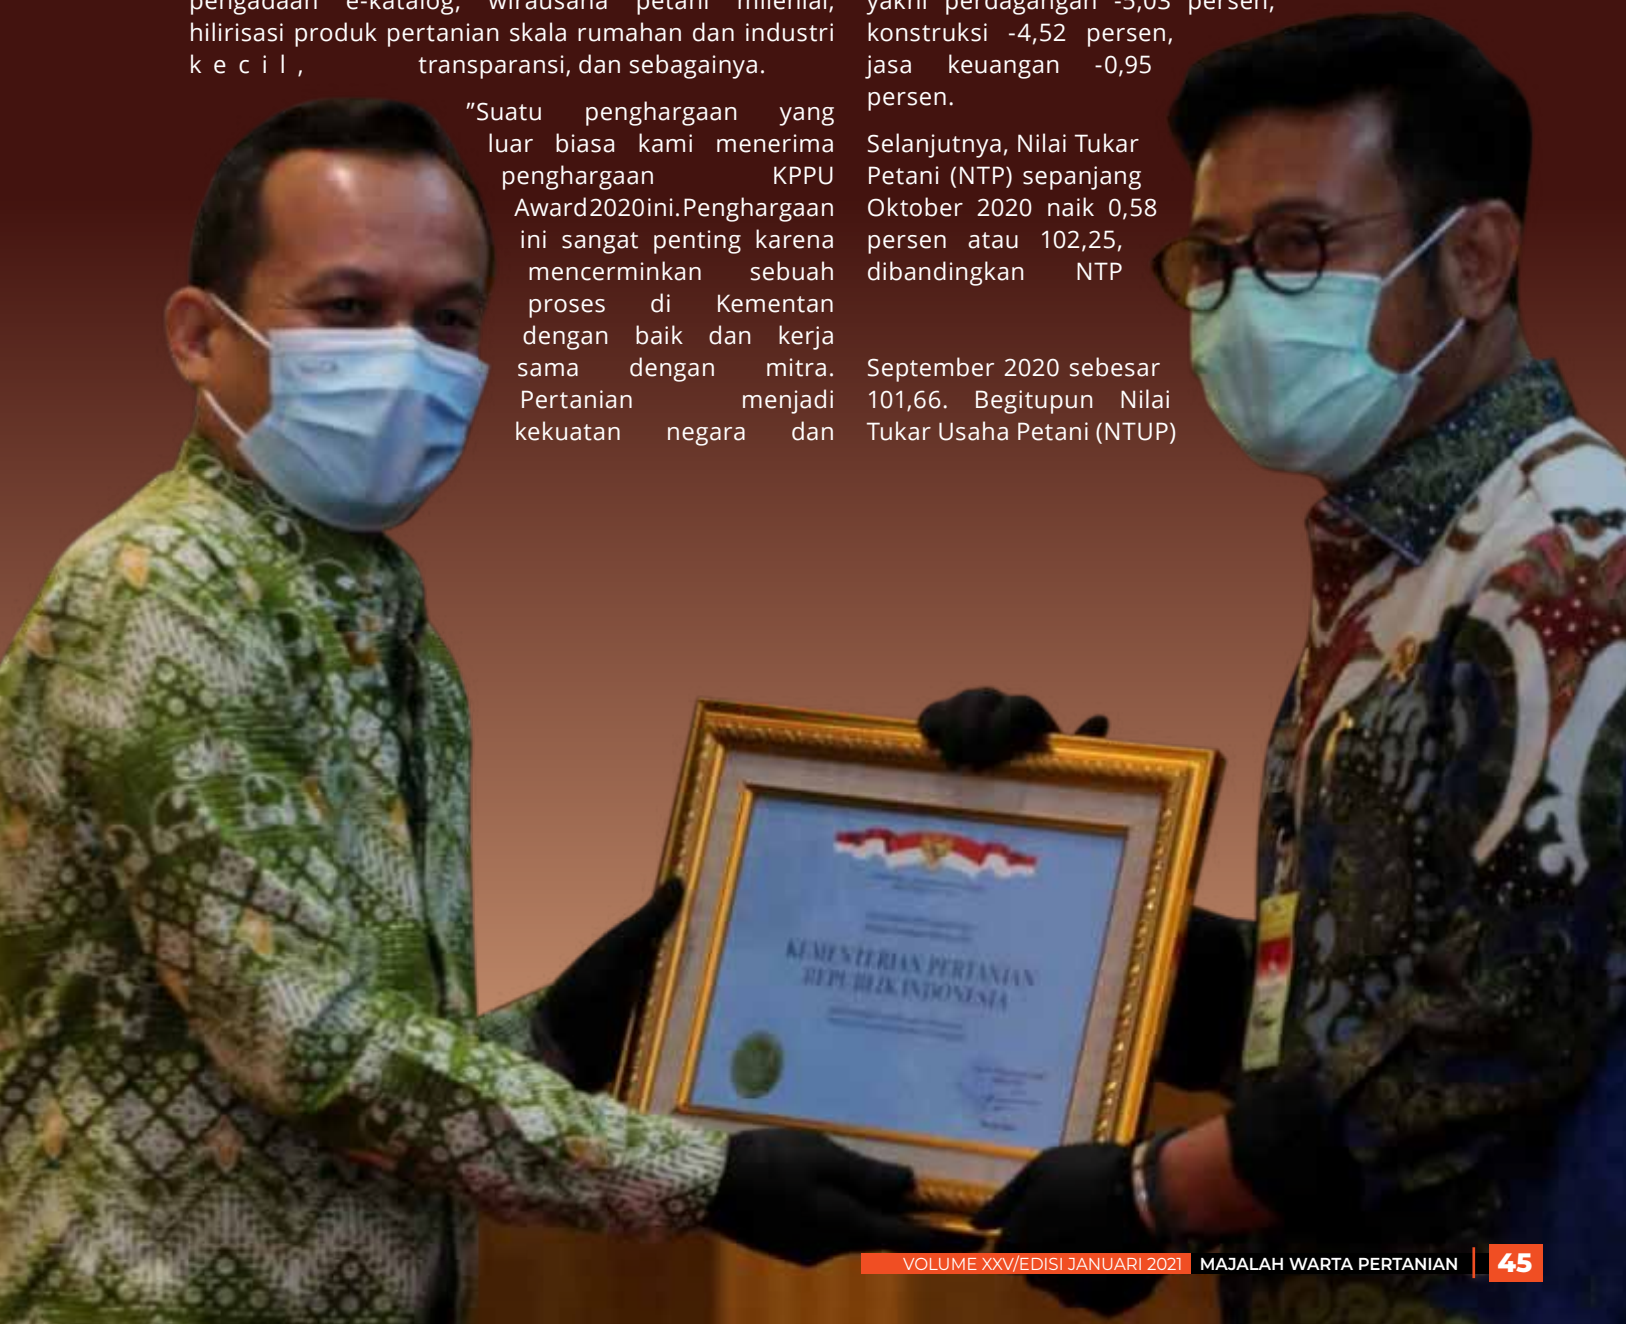 pengadaan e-katalog, wirausaha petani milenial,
hilirisasi produk pertanian skala rumahan dan industri
kecil, transparansi, dan sebagainya.
”Suatu penghargaan yang
luar biasa kami menerima
penghargaan KPPU
Award2020ini.Penghargaan
ini sangat penting karena
mencerminkan sebuah
proses di Kementan
dengan baik dan kerja
sama dengan mitra.
Pertanian menjadi
kekuatan negara dan
yakni perdagangan -5,03 persen,
konstruksi -4,52 persen,
jasa keuangan -0,95
persen.
Selanjutnya, Nilai Tukar
Petani (NTP) sepanjang
Oktober 2020 naik 0,58
persen atau 102,25,
dibandingkan NTP
September 2020 sebesar
101,66. Begitupun Nilai
Tukar Usaha Petani (NTUP)
KEMENTERIAN PERTANIAN
REPUBLIK INDONESIA
VOLUME XXV/EDISI JANUARI 2021 MAJALAH WARTA PERTANIAN 45